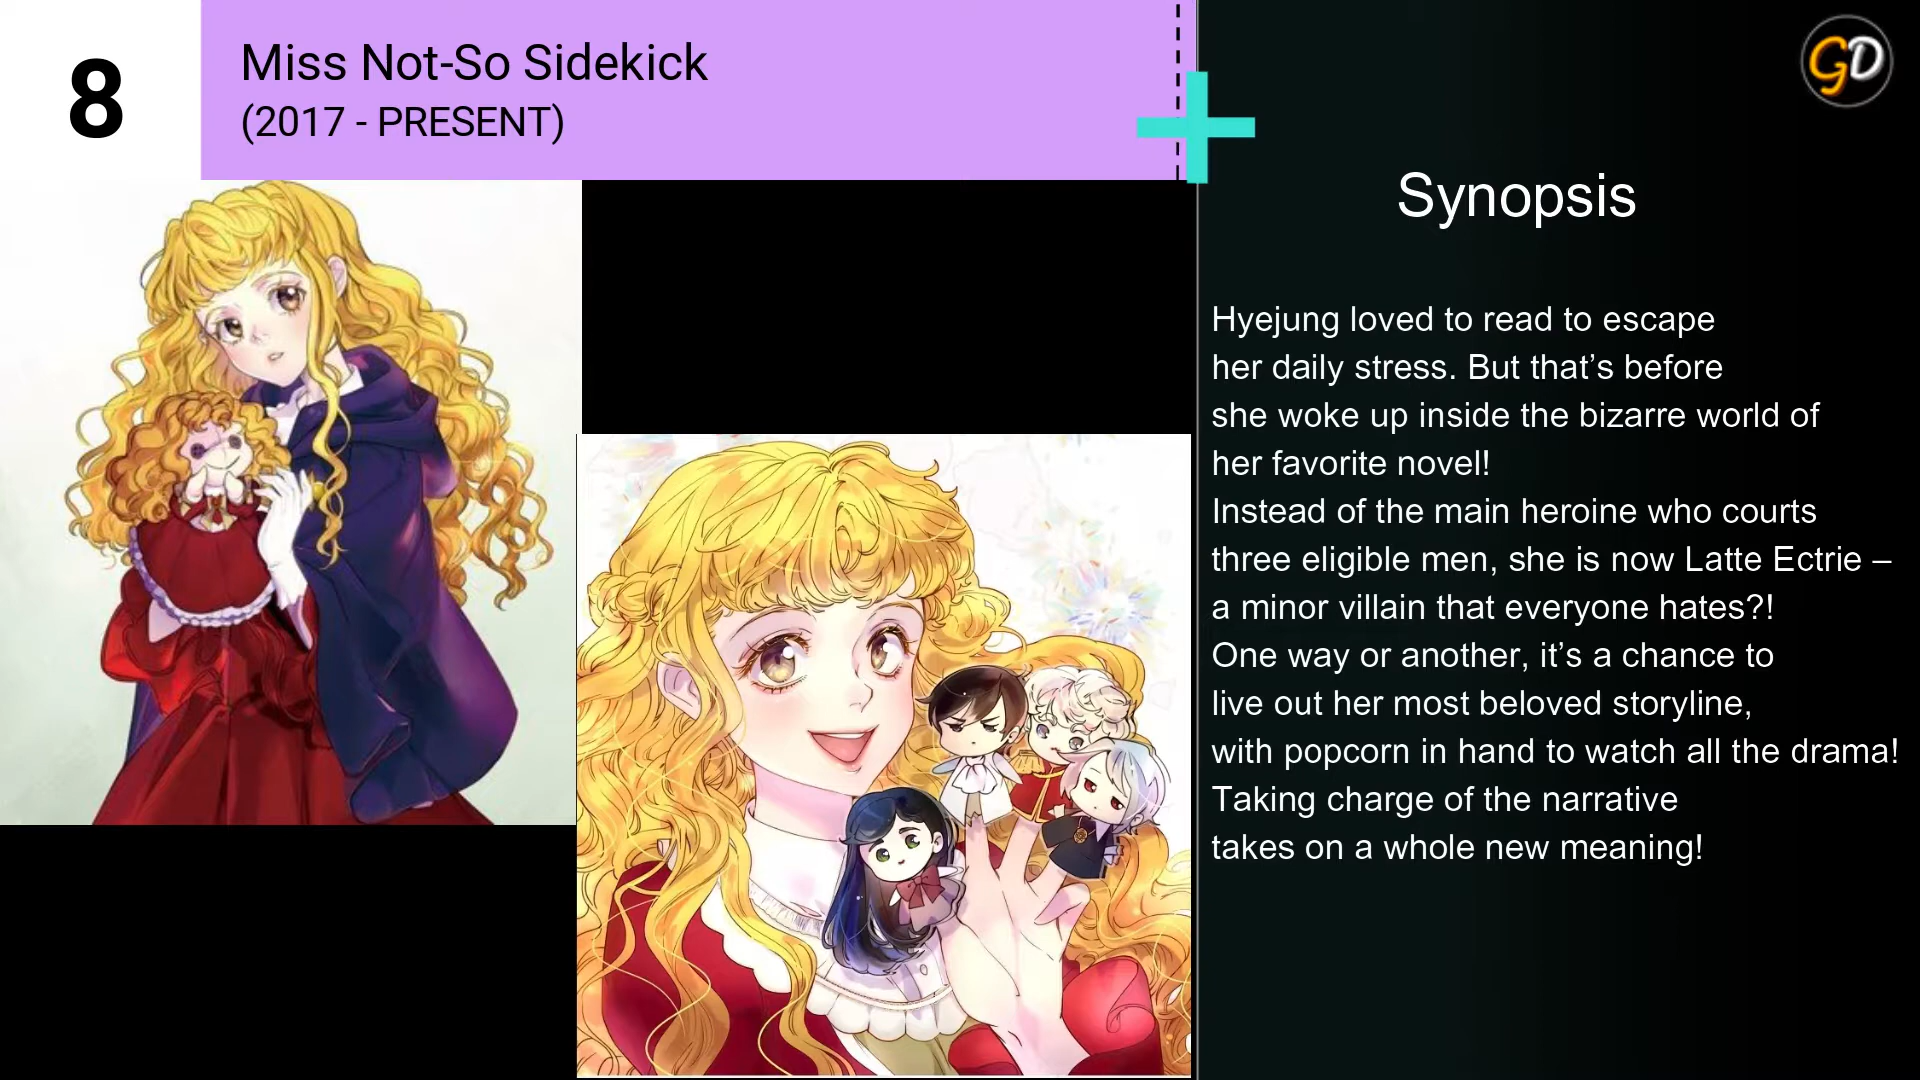 8
Miss Not-So Sidekick
(2017 - PRESENT)
GD
Synopsis
Hyejung loved to read to escape
her daily stress. But that’s before
she woke up inside the bizarre world of
her favorite novel!
Instead of the main heroine who courts
three eligible men, she is now Latte Ectrie –
a minor villain that everyone hates?!
One way or another, it’s a chance to
live out her most beloved storyline,
with popcorn in hand to watch all the drama!
Taking charge of the narrative
takes on a whole new meaning!